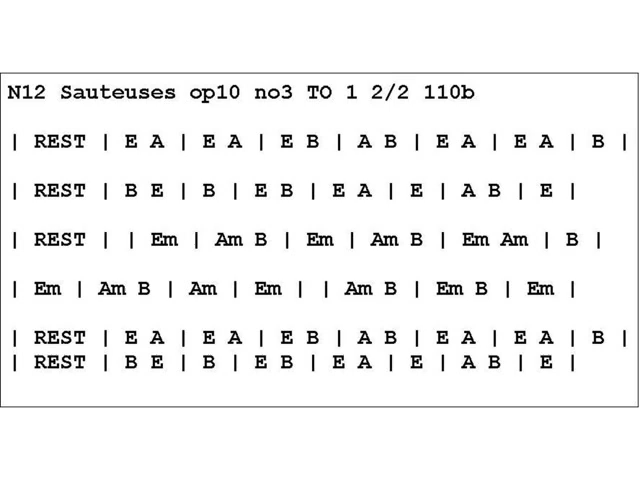 N12 Sauteuses op10 no3 TO 1 2/2 110b
| REST | E A | E A | E B | A B | E A | E A | B |
| REST | B E | B | E B | E A | E | A B | E |
| REST | | Em | Am B | Em | Am B | Em Am | B |
| Em | Am B | Am | Em | | Am B | Em B | Em |
| REST | E A | E A | E B | A B | E A | E A | B |
| REST | B E | B | E B | E A | E | A B | E |